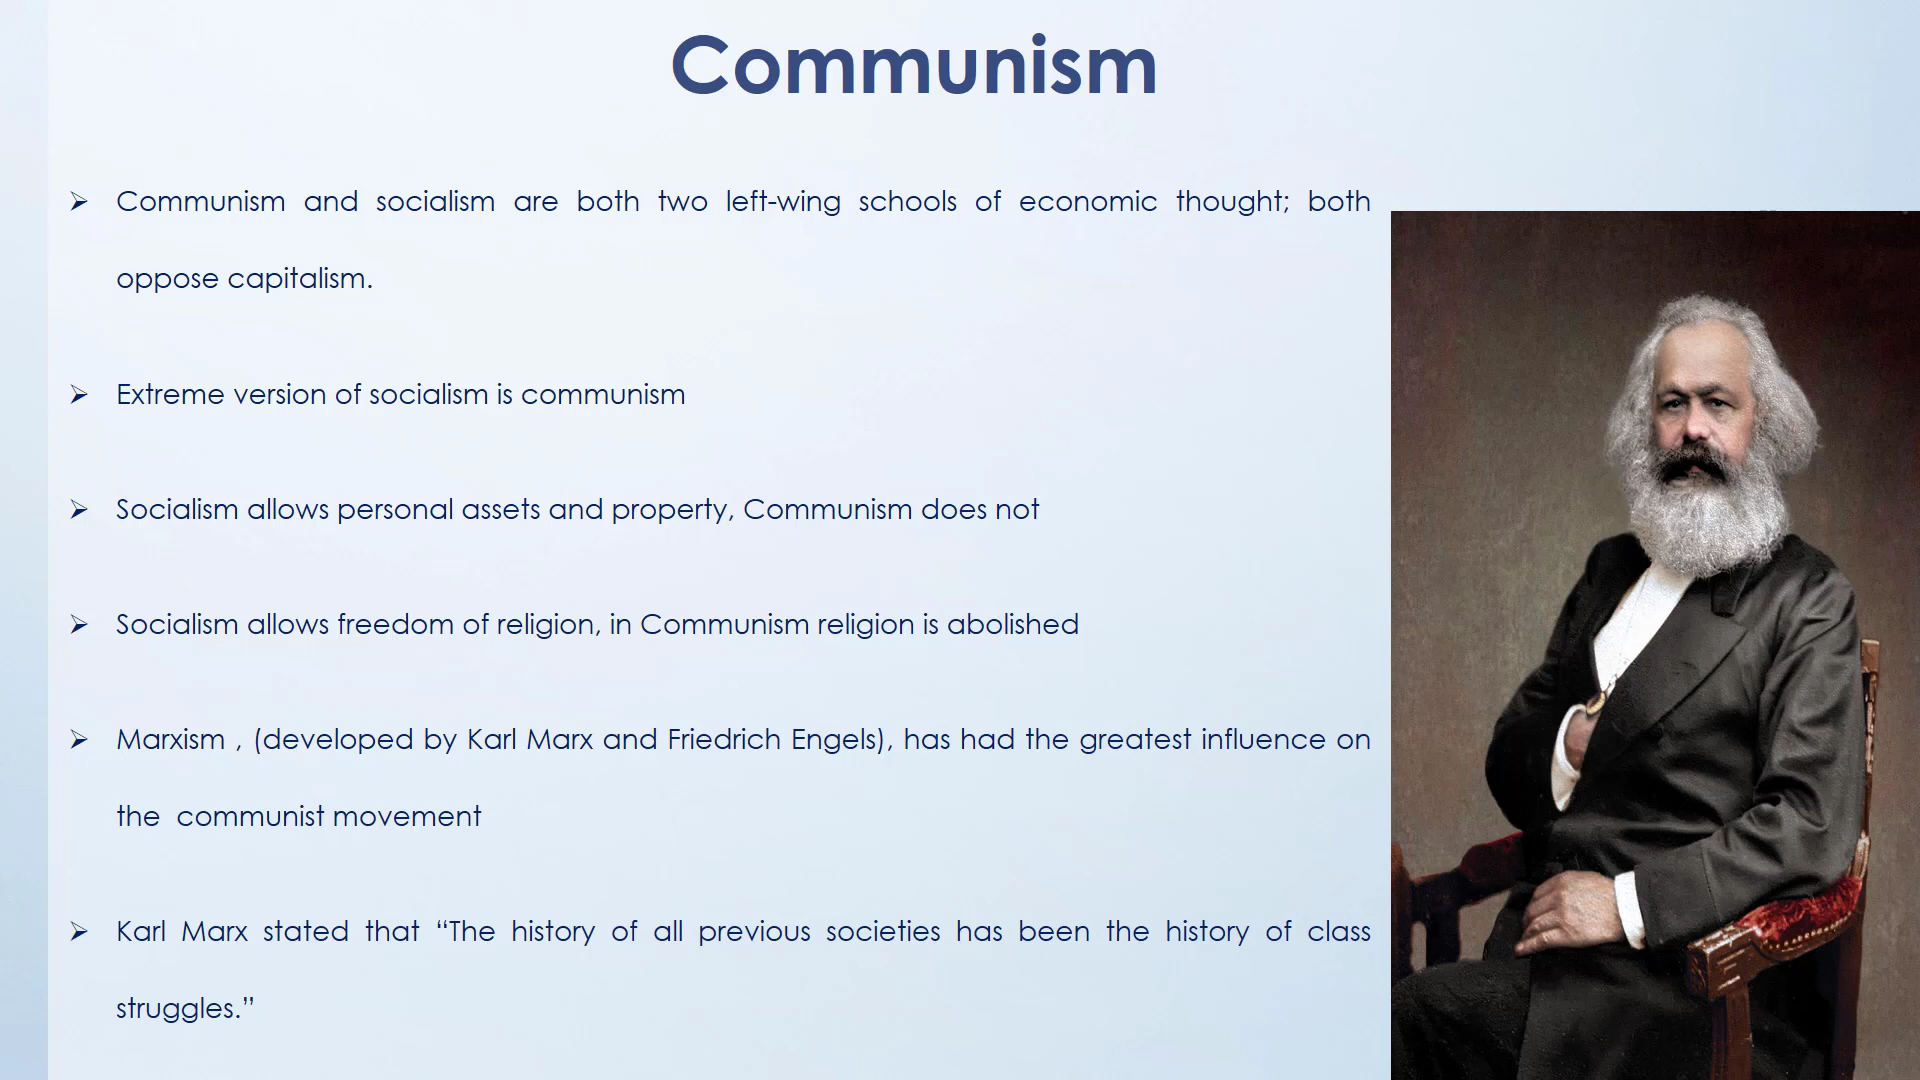 Communism
➢ Communism and socialism are both two left-wing schools of economic thought; both
oppose capitalism.
➢ Extreme version of socialism is communism
➢ Socialism allows personal assets and property, Communism does not
➢ Socialism allows freedom of religion, in Communism religion is abolished
➢ Marxism , (developed by Karl Marx and Friedrich Engels), has had the greatest influence on
the  communist movement
➢ Karl Marx stated that “The history of all previous societies has been the history of class
struggles.”